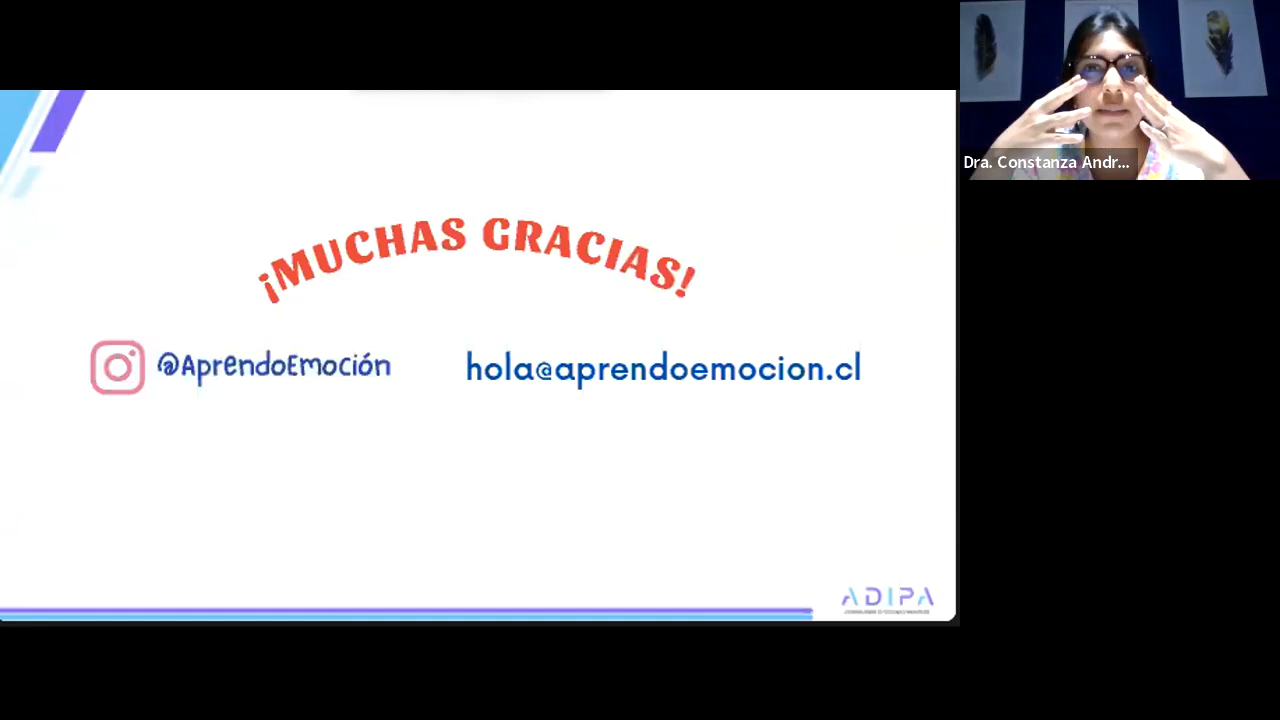 Dra. Constanza Andr...
¡MUCHAS GRACIAS!
@AprendoEmoción
hola@aprendoemocion.cl
ADIPA